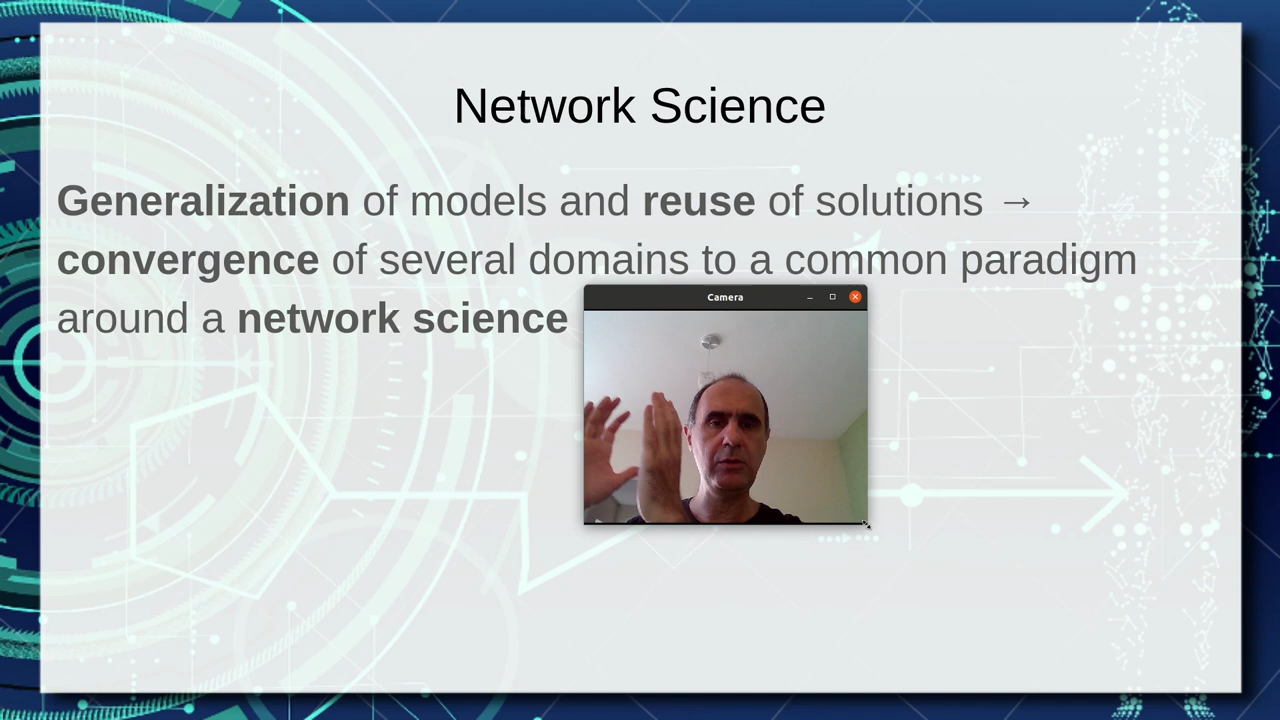 Network Science
Generalization of models and reuse of solutions →
convergence of several domains to a common paradigm
around a network science
Camera